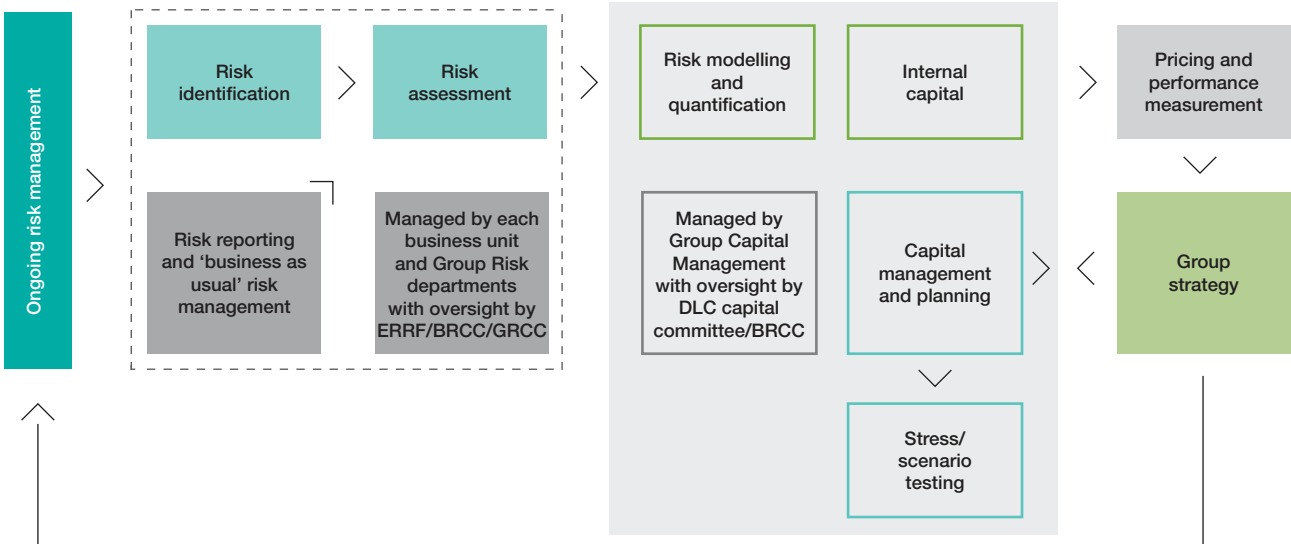 Ongoing risk management
Risk
identification
Risk
assessment
Risk reporting
and ‘business as
usual’ risk
management
Managed by each
business unit
and Group Risk
departments
with oversight by
ERRF/BRCC/GRCC
Risk modelling
and
quantification
Internal
capital
Managed by
Group Capital
Management
with oversight by
DLC capital
committee/BRCC
Capital
management
and planning
Stress/
scenario
testing
Pricing and
performance
measurement
Group
strategy